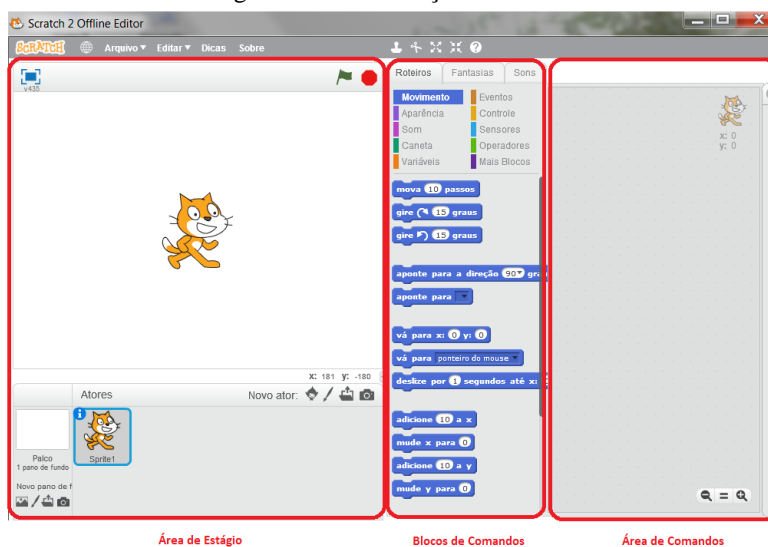 Scratch 2 Offline Editor
SCRATCH Arquivo Editar Dicas Sobre
v435
Roteiros Fantasias Sons
Movimento Eventos
Aparência Controle
Som Sensores
Caneta Operadores
Variáveis Mais Blocos
x: 0
y: 0
mova 10 passos
gire 15 graus
gire 15 graus
aponte para a direção 90
aponte para
vá para x: 0 y: 0
vá para ponteiro do mouse
deslize por 1 segundos até x:
adicione 10 a x
mude x para 0
adicione 10 a y
mude y para 0
x: 181 y: -180
Atores Novo ator:
Palco
1 pano de fundo
Novo pano de f
Sprite1
Área de Estágio Blocos de Comandos Área de Comandos